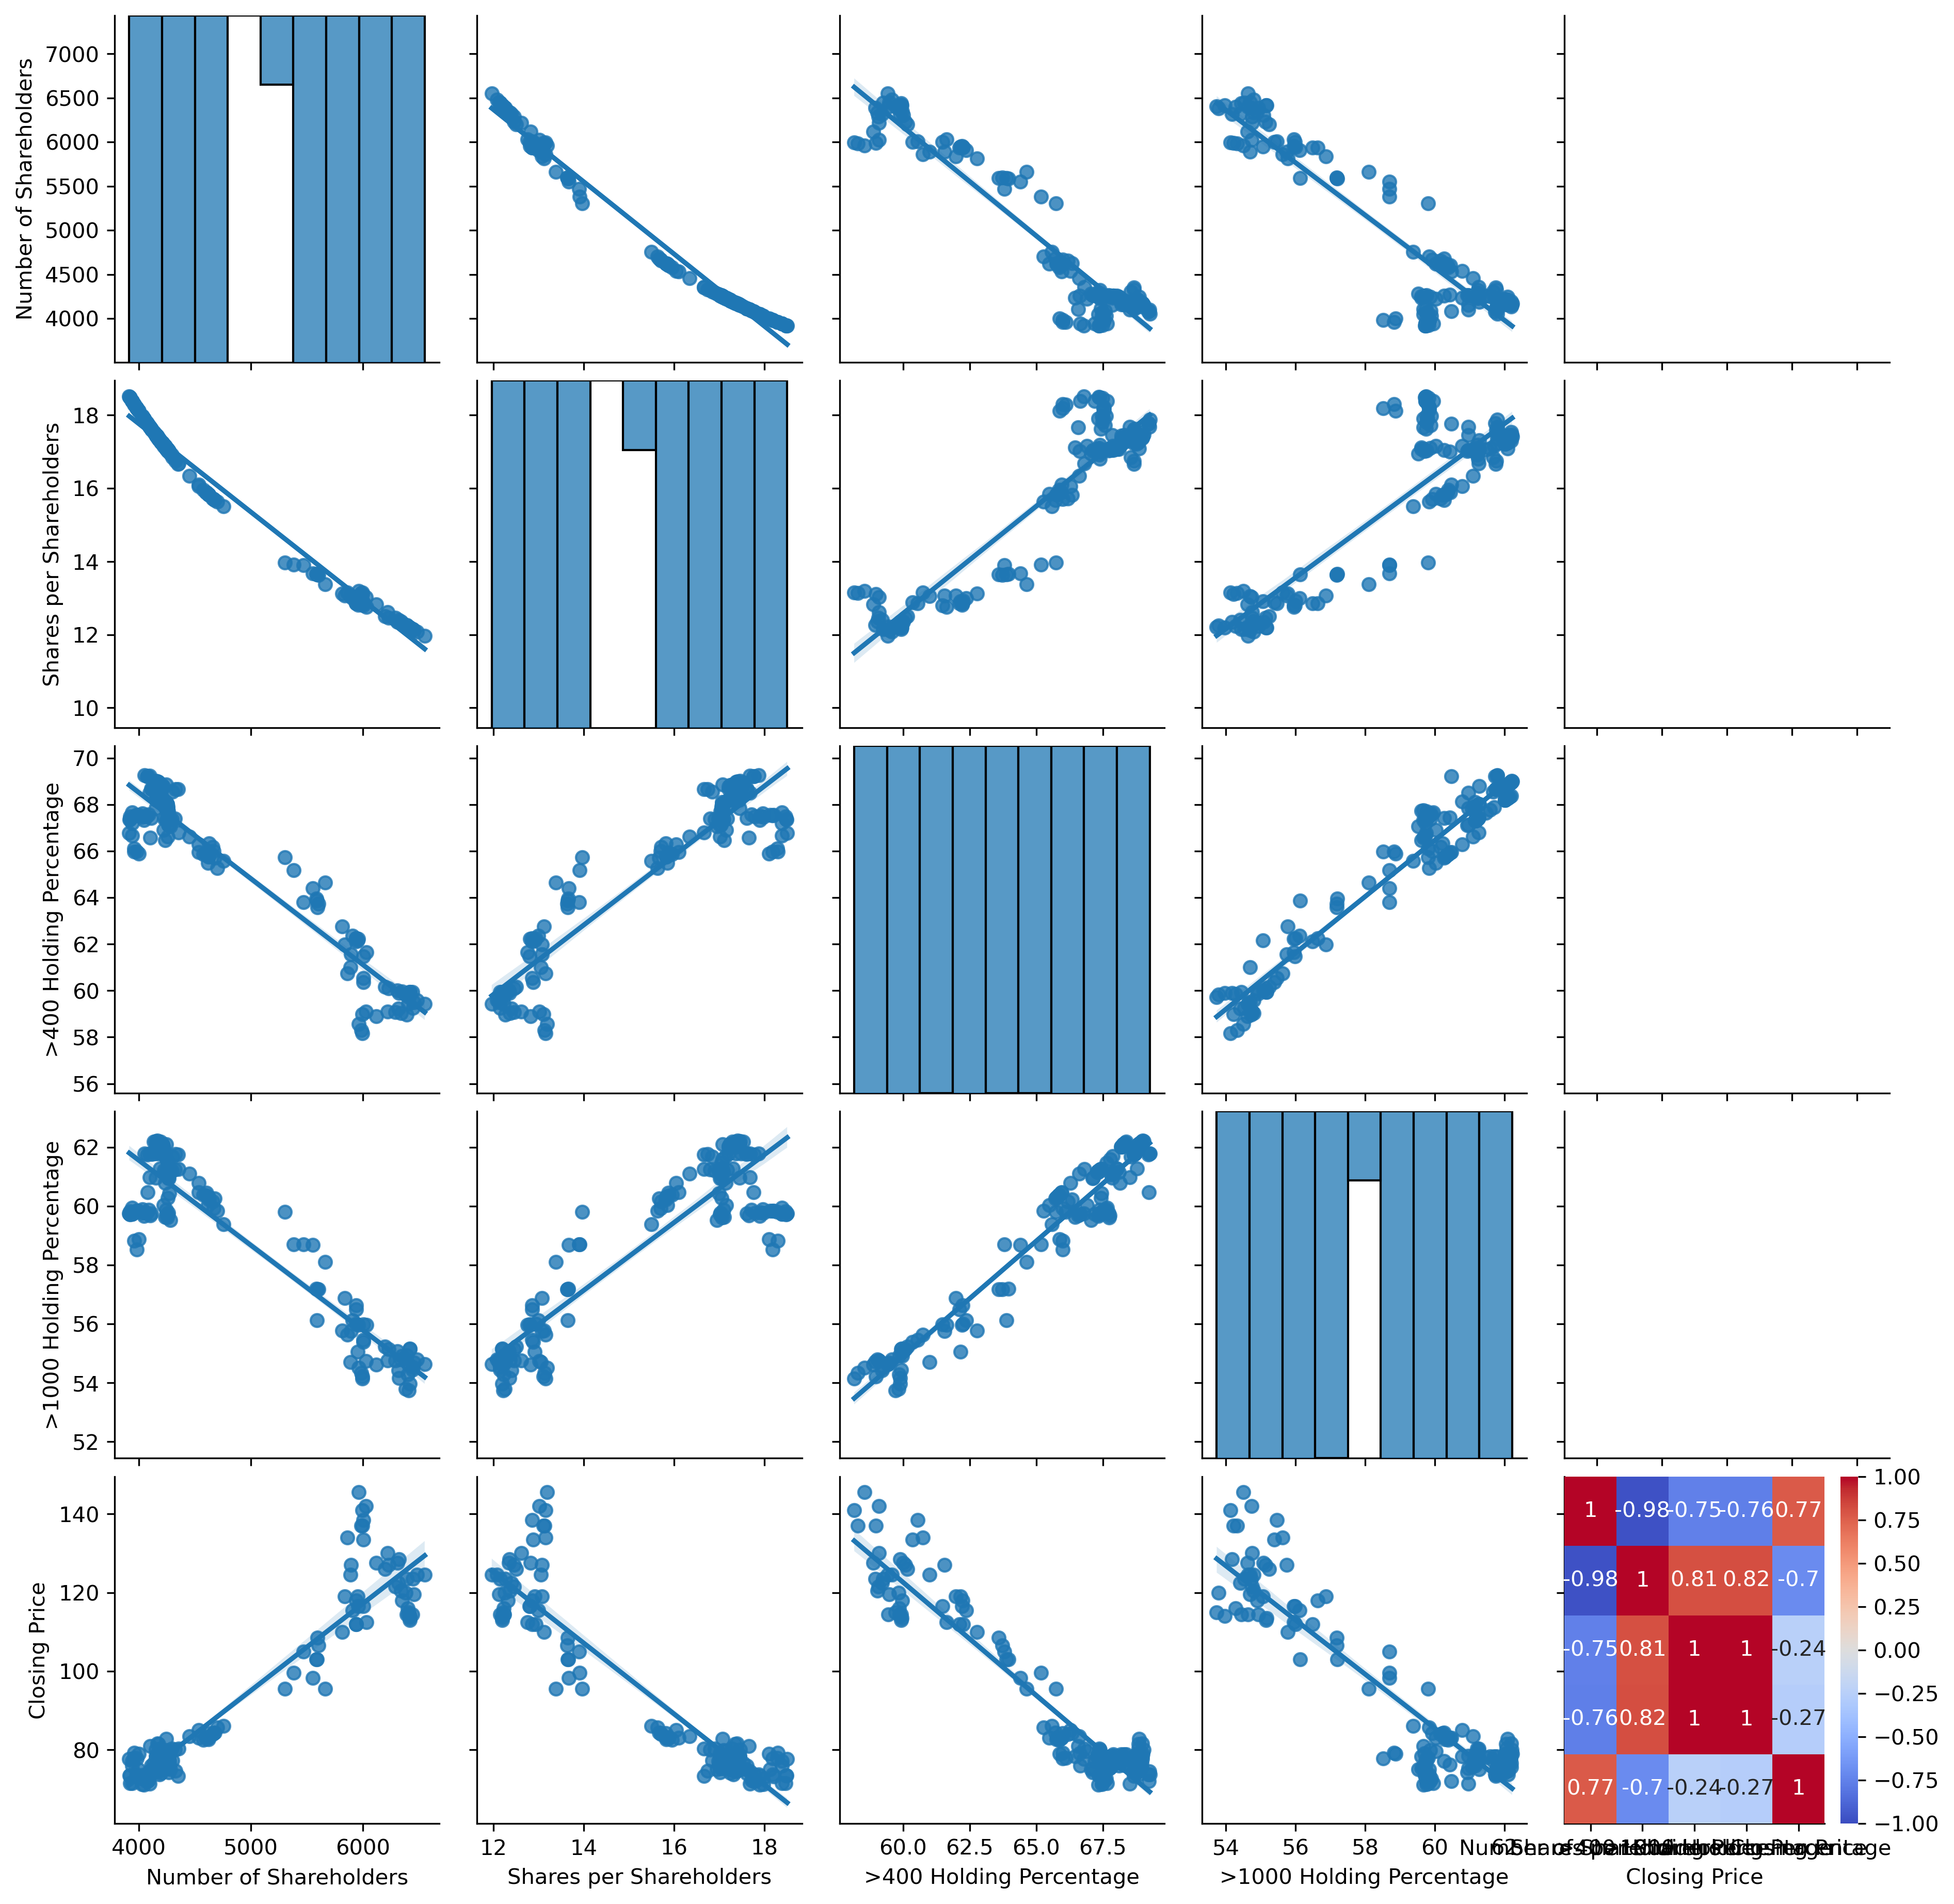 7000
6500
6000
5500
5000
4500
4000
Number of Shareholders
18
16
14
12
10
Shares per Shareholders
70
68
66
64
62
60
58
56
>400 Holding Percentage
62
60
58
56
54
52
>1000 Holding Percentage
140
120
100
80
Closing Price
1 -0.98 -0.75 -0.76 0.77
-0.98 1 0.81 0.82 -0.7
-0.75 0.81 1 1 -0.24
-0.76 0.82 1 1 -0.27
0.77 -0.7 -0.24 -0.27 1
1.00
0.75
0.50
0.25
0.00
−0.25
−0.50
−0.75
−1.00
4000 5000 6000
Number of Shareholders
12 14 16 18
Shares per Shareholders
60.0 62.5 65.0 67.5
>400 Holding Percentage
54 56 58 60 62
>1000 Holding Percentage
Closing Price